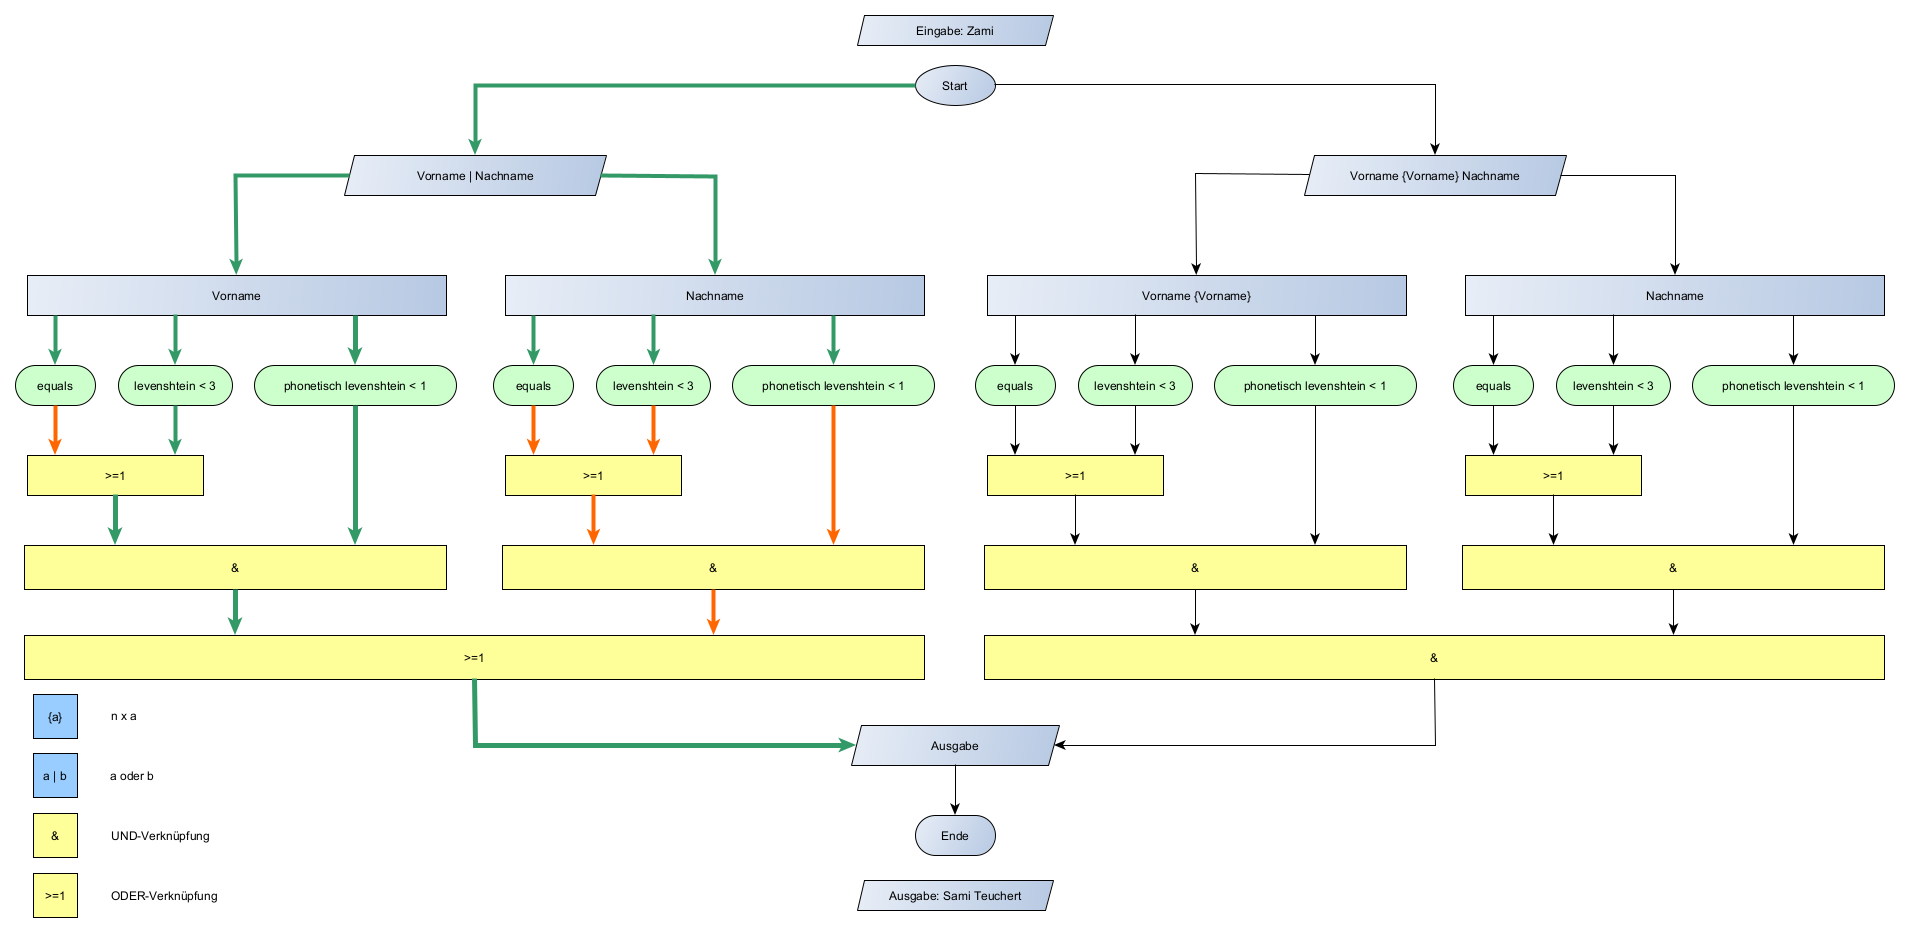 Eingabe: Zami
Start
Vorname | Nachname
Vorname {Vorname} Nachname
Vorname
Nachname
Vorname {Vorname}
Nachname
equals
levenshtein < 3
phonetisch levenshtein < 1
equals
levenshtein < 3
phonetisch levenshtein < 1
equals
levenshtein < 3
phonetisch levenshtein < 1
equals
levenshtein < 3
phonetisch levenshtein < 1
>=1
>=1
>=1
>=1
&
&
&
&
>=1
&
{a}
n x a
Ausgabe
a | b
a oder b
&
UND-Verknüpfung
Ende
>=1
ODER-Verknüpfung
Ausgabe: Sami Teuchert